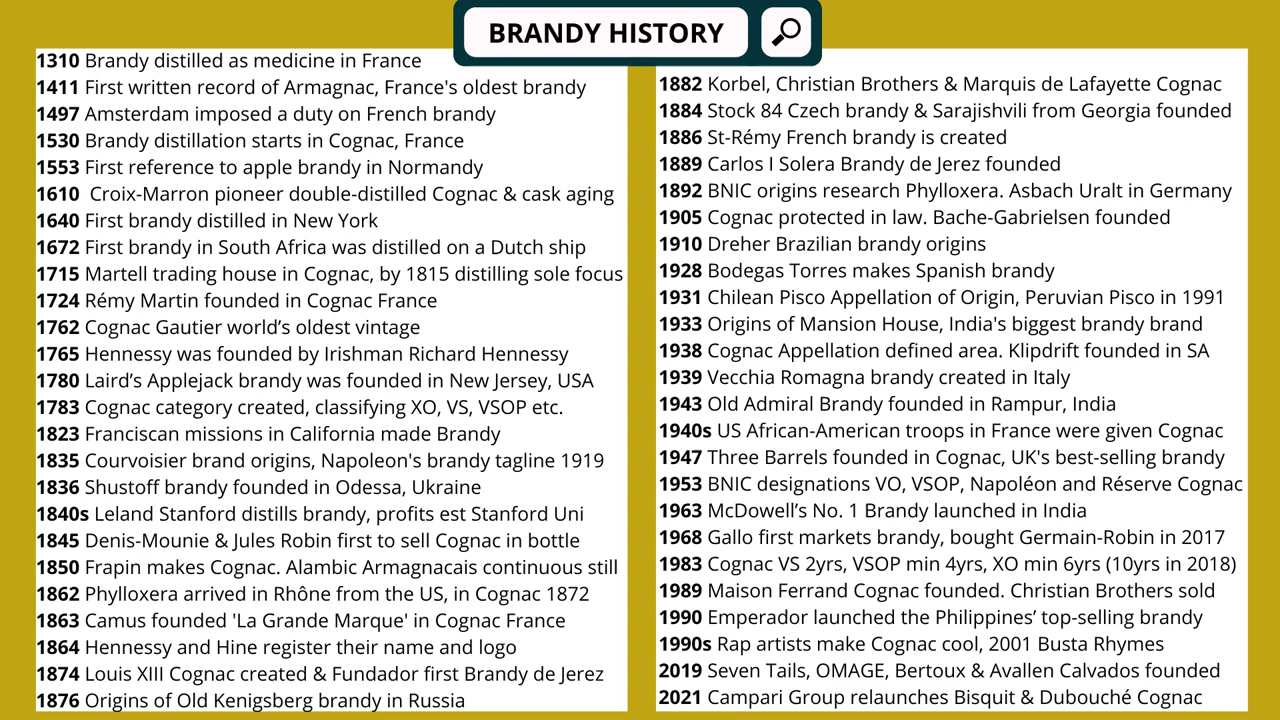 BRANDY HISTORY
1310 Brandy distilled as medicine in France
1411 First written record of Armagnac, France's oldest brandy
1497 Amsterdam imposed a duty on French brandy
1530 Brandy distillation starts in Cognac, France
1553 First reference to apple brandy in Normandy
1610 Croix-Marron pioneer double-distilled Cognac & cask aging
1640 First brandy distilled in New York
1672 First brandy in South Africa was distilled on a Dutch ship
1715 Martell trading house in Cognac, by 1815 distilling sole focus
1724 Rémy Martin founded in Cognac France
1762 Cognac Gautier world’s oldest vintage
1765 Hennessy was founded by Irishman Richard Hennessy
1780 Laird’s Applejack brandy was founded in New Jersey, USA
1783 Cognac category created, classifying XO, VS, VSOP etc.
1823 Franciscan missions in California made Brandy
1835 Courvoisier brand origins, Napoleon's brandy tagline 1919
1836 Shustoff brandy founded in Odessa, Ukraine
1840s Leland Stanford distills brandy, profits est Stanford Uni
1845 Denis-Mounie & Jules Robin first to sell Cognac in bottle
1850 Frapin makes Cognac. Alambic Armagnacais continuous still
1862 Phylloxera arrived in Rhône from the US, in Cognac 1872
1863 Camus founded 'La Grande Marque' in Cognac France
1864 Hennessy and Hine register their name and logo
1874 Louis XIII Cognac created & Fundador first Brandy de Jerez
1876 Origins of Old Kenigsberg brandy in Russia
1882 Korbel, Christian Brothers & Marquis de Lafayette Cognac
1884 Stock 84 Czech brandy & Sarajishvili from Georgia founded
1886 St-Rémy French brandy is created
1889 Carlos I Solera Brandy de Jerez founded
1892 BNIC origins research Phylloxera. Asbach Uralt in Germany
1905 Cognac protected in law. Bache-Gabrielsen founded
1910 Dreher Brazilian brandy origins
1928 Bodegas Torres makes Spanish brandy
1931 Chilean Pisco Appellation of Origin, Peruvian Pisco in 1991
1933 Origins of Mansion House, India's biggest brandy brand
1938 Cognac Appellation defined area. Klipdrift founded in SA
1939 Vecchia Romagna brandy created in Italy
1943 Old Admiral Brandy founded in Rampur, India
1940s US African-American troops in France were given Cognac
1947 Three Barrels founded in Cognac, UK's best-selling brandy
1953 BNIC designations VO, VSOP, Napoléon and Réserve Cognac
1963 McDowell’s No. 1 Brandy launched in India
1968 Gallo first markets brandy, bought Germain-Robin in 2017
1983 Cognac VS 2yrs, VSOP min 4yrs, XO min 6yrs (10yrs in 2018)
1989 Maison Ferrand Cognac founded. Christian Brothers sold
1990 Emperador launched the Philippines’ top-selling brandy
1990s Rap artists make Cognac cool, 2001 Busta Rhymes
2019 Seven Tails, OMAGE, Bertoux & Avallen Calvados founded
2021 Campari Group relaunches Bisquit & Dubouché Cognac